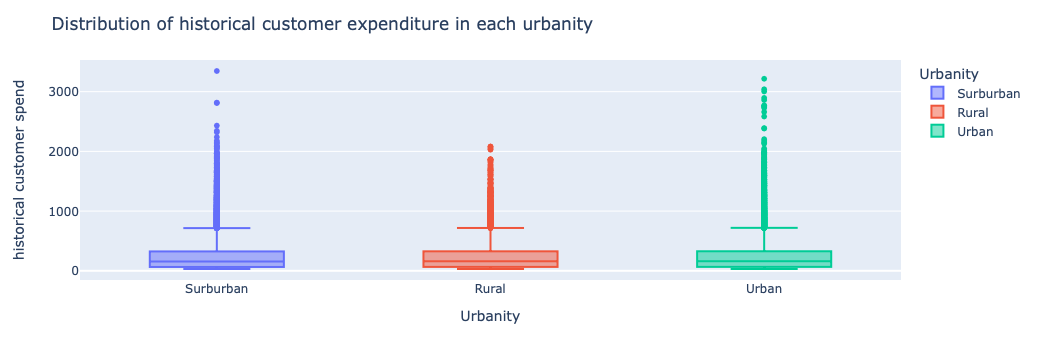 Distribution of historical customer expenditure in each urbanity
historical customer spend
3000
2000
1000
0
Surburban
Rural
Urban
Urbanity
Urbanity
Surburban
Rural
Urban